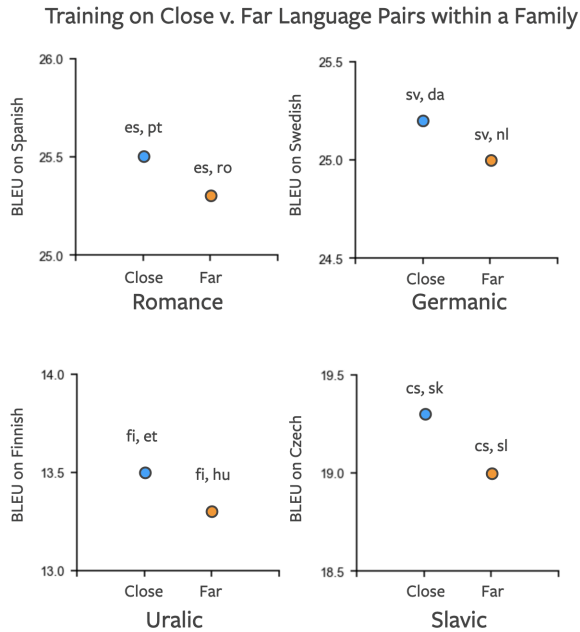 Training on Close v. Far Language Pairs within a Family
BLEU on Spanish
26.0
25.5
25.0
es, pt
es, ro
Close Far
Romance
BLEU on Swedish
25.5
25.0
24.5
sv, da
sv, nl
Close Far
Germanic
BLEU on Finnish
14.0
13.5
13.0
fi, et
fi, hu
Close Far
Uralic
BLEU on Czech
19.5
19.0
18.5
cs, sk
cs, sl
Close Far
Slavic